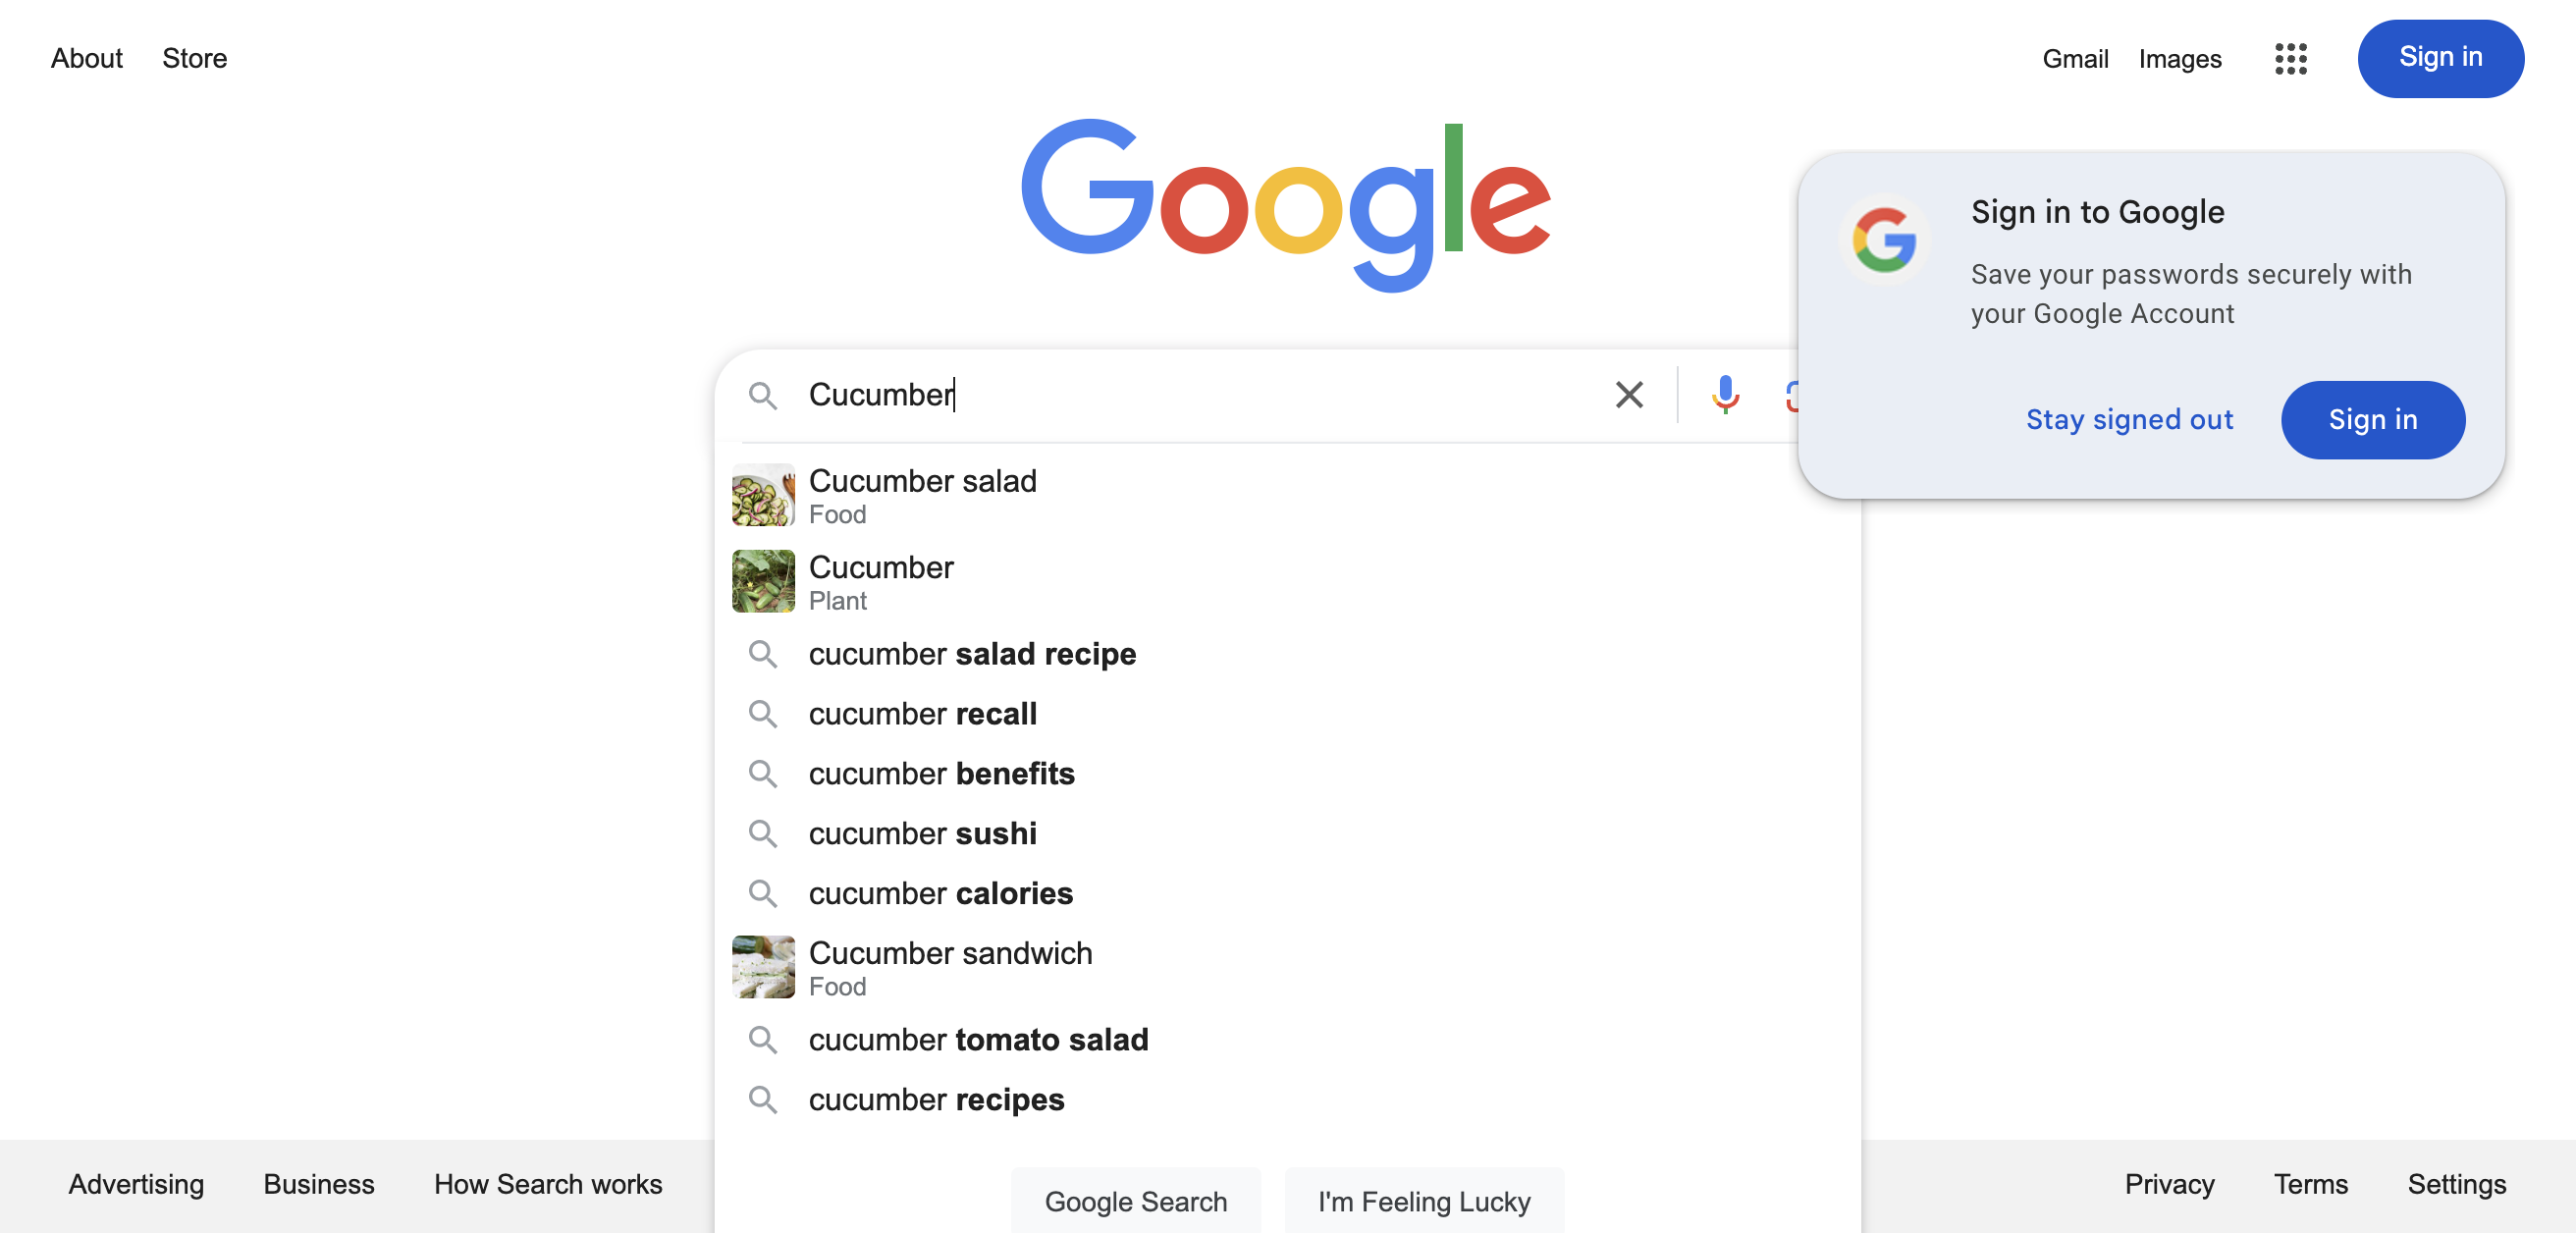 About Store
Gmail Images
Sign in
Google
Sign in to Google
Save your passwords securely with
your Google Account
Stay signed out
Sign in
Cucumber
Cucumber salad
Food
Cucumber
Plant
cucumber salad recipe
cucumber recall
cucumber benefits
cucumber sushi
cucumber calories
Cucumber sandwich
Food
cucumber tomato salad
cucumber recipes
Google Search
I'm Feeling Lucky
Advertising Business How Search works
Privacy Terms Settings